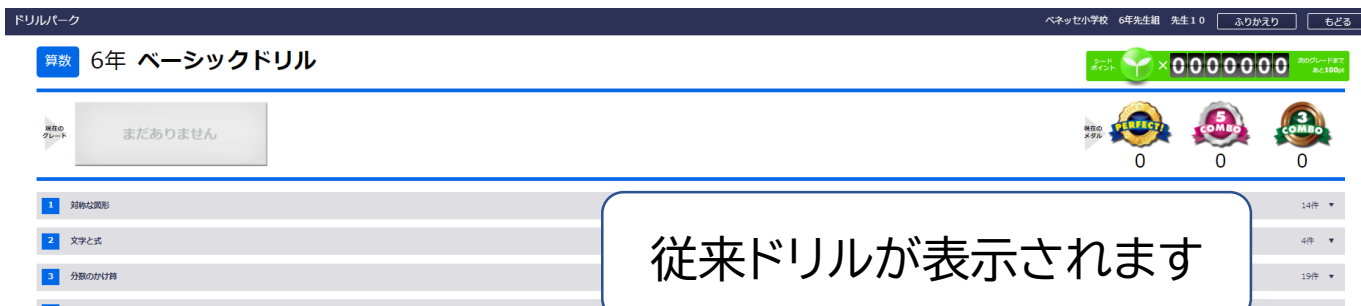 ドリルパーク
ベネッセ小学校 6年先生組 先生10 ふりかえり もどる
算数 6年 ベーシックドリル
シード
ポイント
×0000000
次のグレードまで
あと100pt
現在の
グレード
まだありません
現在の
メダル
PERFECT!
5
COMBO
3
COMBO
0 0 0
1 対称な図形 14件 ▼
2 文字と式 4件 ▼
3 分数のかけ算 19件 ▼
従来ドリルが表示されます